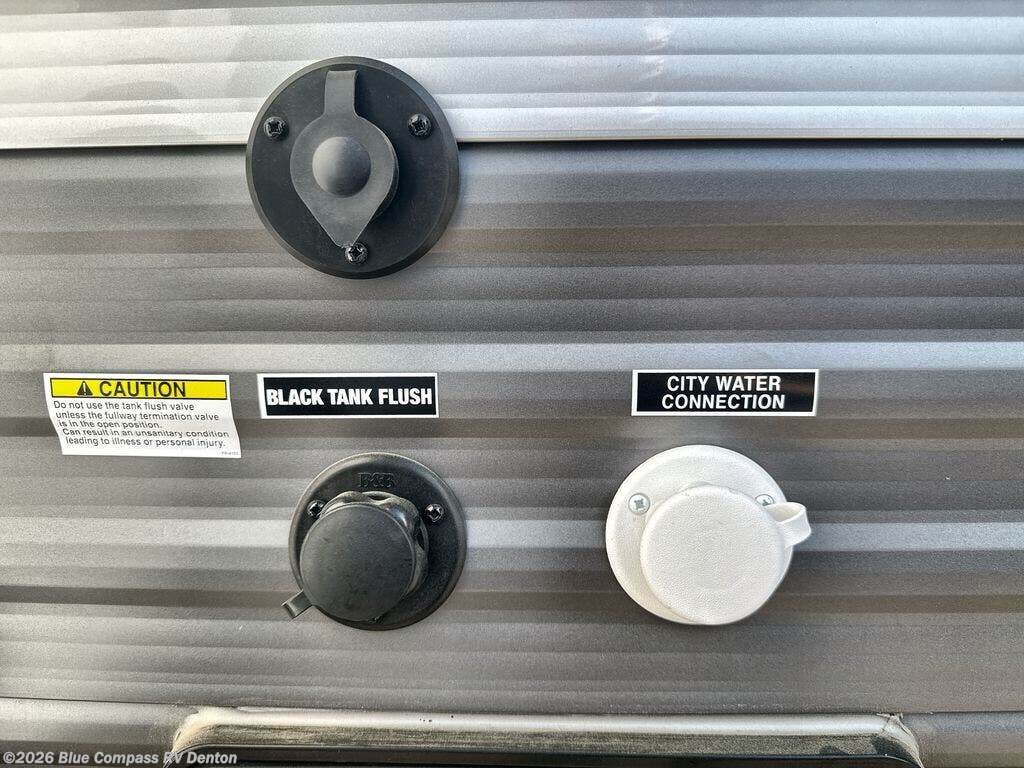 CAUTION
Do not use the tank flush valve
unless the fullway termination valve
is in the open position.
Can result in an unsanitary condition
leading to illness or personal injury.
BLACK TANK FLUSH
CITY WATER
CONNECTION
B&B
©2026 Blue Compass RV Denton